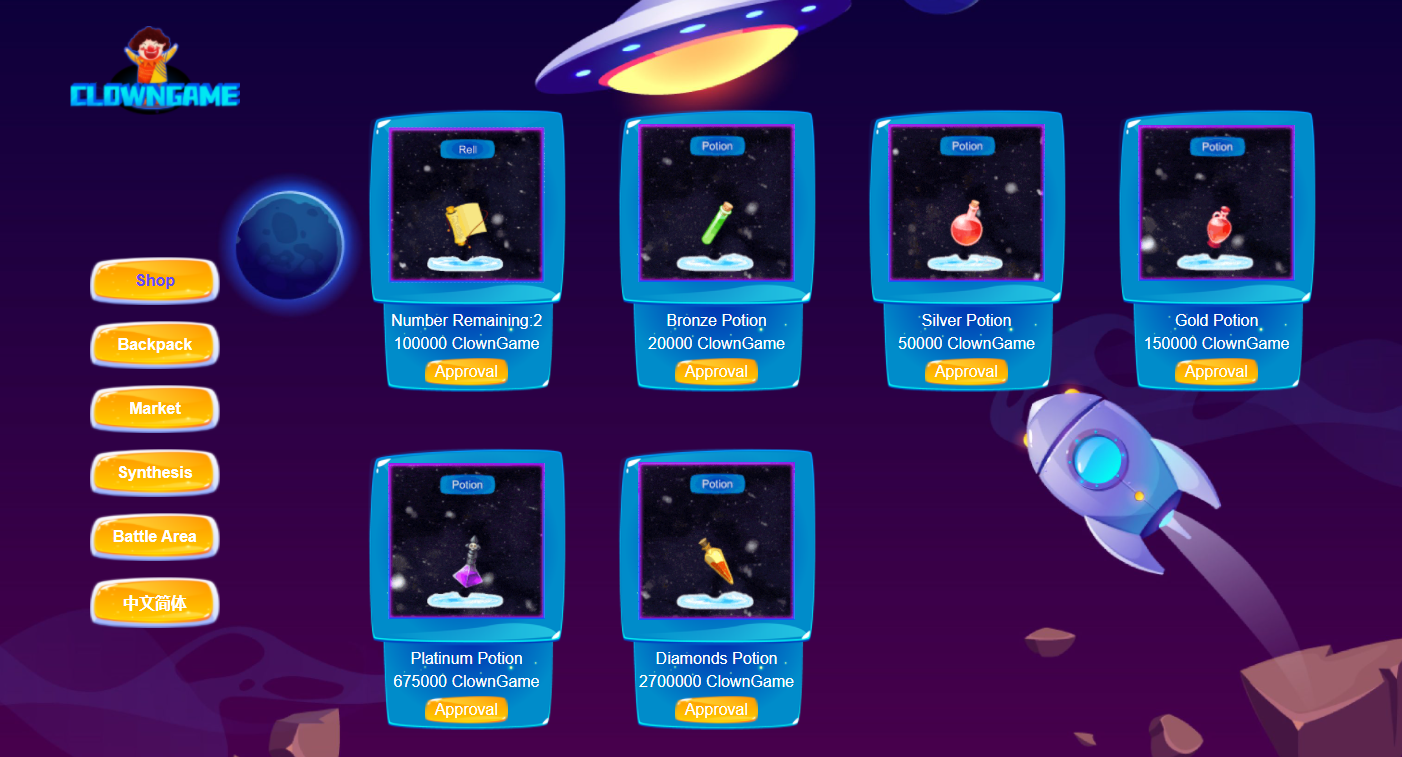 CLOWNGAME
Shop
Backpack
Market
Synthesis
Battle Area
中文简体
Rell
Number Remaining:2
100000 ClownGame
Approval
Potion
Bronze Potion
20000 ClownGame
Approval
Potion
Silver Potion
50000 ClownGame
Approval
Potion
Gold Potion
150000 ClownGame
Approval
Potion
Platinum Potion
675000 ClownGame
Approval
Potion
Diamonds Potion
2700000 ClownGame
Approval